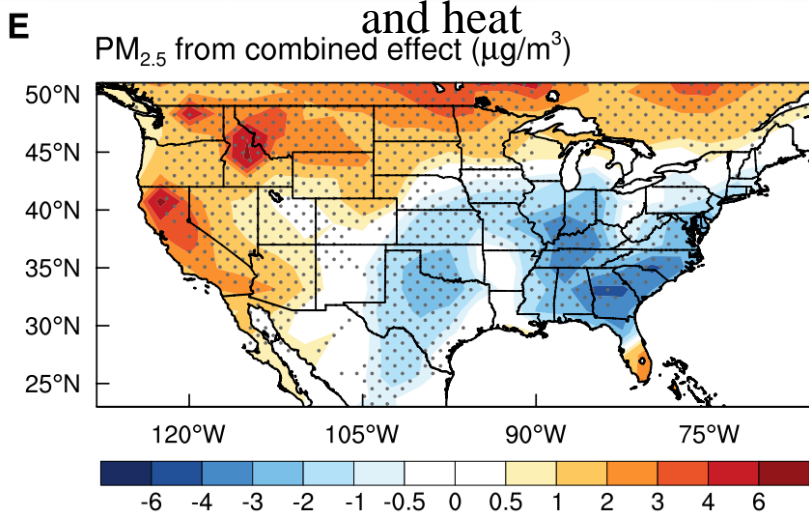 and heat
E
PM2.5 from combined effect (µg/m³)
50°N
45°N
40°N
35°N
30°N
25°N
120°W 105°W 90°W 75°W
-6 -4 -3 -2 -1 -0.5 0 0.5 1 2 3 4 6